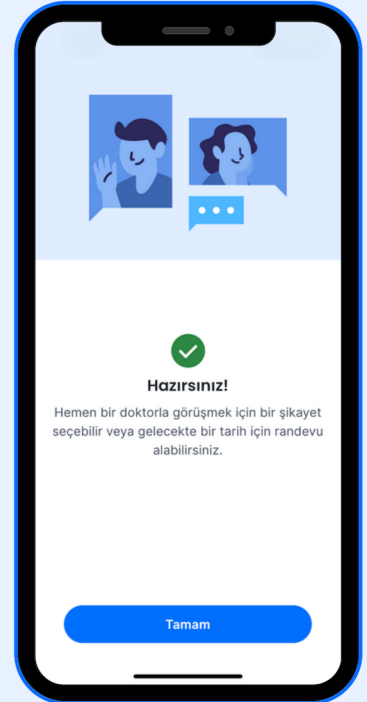 Hazırsınız!
Hemen bir doktorla görüşmek için bir şikayet
seçebilir veya gelecekte bir tarih için randevu
alabilirsiniz.
Tamam